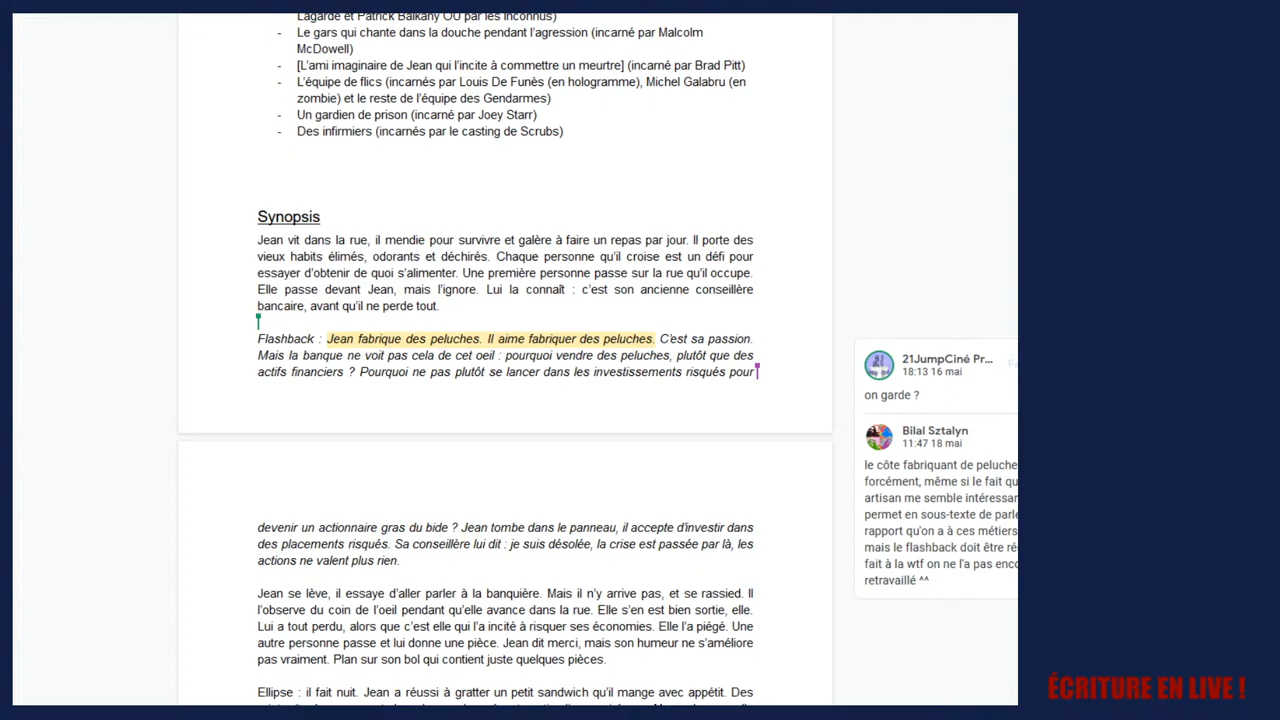 Lagarde et Patrick Balkany OU par les inconnus)
- Le gars qui chante dans la douche pendant l'agression (incarné par Malcolm
McDowell)
- [L'ami imaginaire de Jean qui l'incite à commettre un meurtre] (incarné par Brad Pitt)
- L'équipe de flics (incarnés par Louis De Funès (en hologramme), Michel Galabru (en
zombie) et le reste de l'équipe des Gendarmes)
- Un gardien de prison (incarné par Joey Starr)
- Des infirmiers (incarnés par le casting de Scrubs)
Synopsis
Jean vit dans la rue, il mendie pour survivre et galère à faire un repas par jour. Il porte des
vieux habits élimés, odorants et déchirés. Chaque personne qu'il croise est un défi pour
essayer d'obtenir de quoi s'alimenter. Une première personne passe sur la rue qu'il occupe.
Elle passe devant Jean, mais l'ignore. Lui la connaît : c'est son ancienne conseillère
bancaire, avant qu'il ne perde tout.
Flashback : Jean fabrique des peluches. Il aime fabriquer des peluches. C'est sa passion.
Mais la banque ne voit pas cela de cet oeil : pourquoi vendre des peluches, plutôt que des
actifs financiers ? Pourquoi ne pas plutôt se lancer dans les investissements risqués pour
devenir un actionnaire gras du bide ? Jean tombe dans le panneau, il accepte d'investir dans
des placements risqués. Sa conseillère lui dit : je suis désolée, la crise est passée par là, les
actions ne valent plus rien.
Jean se lève, il essaye d'aller parler à la banquière. Mais il n'y arrive pas, et se rassied. Il
l'observe du coin de l'oeil pendant qu'elle avance dans la rue. Elle s'en est bien sortie, elle.
Lui a tout perdu, alors que c'est elle qui l'a incité à risquer ses économies. Elle l'a piégé. Une
autre personne passe et lui donne une pièce. Jean dit merci, mais son humeur ne s'améliore
pas vraiment. Plan sur son bol qui contient juste quelques pièces.
Ellipse : il fait nuit. Jean a réussi à gratter un petit sandwich qu'il mange avec appétit. Des
21JumpCiné Pr...
18:13 16 mai
on garde ?
Bilal Sztalyn
11:47 18 mai
le côte fabriquant de peluche
forcément, même si le fait qu
artisan me semble intéressan
permet en sous-texte de parle
rapport qu'on a à ces métiers
mais le flashback doit être ré
fait à la wtf on ne l'a pas enco
retravaillé ^^
ÉCRITURE EN LIVE !